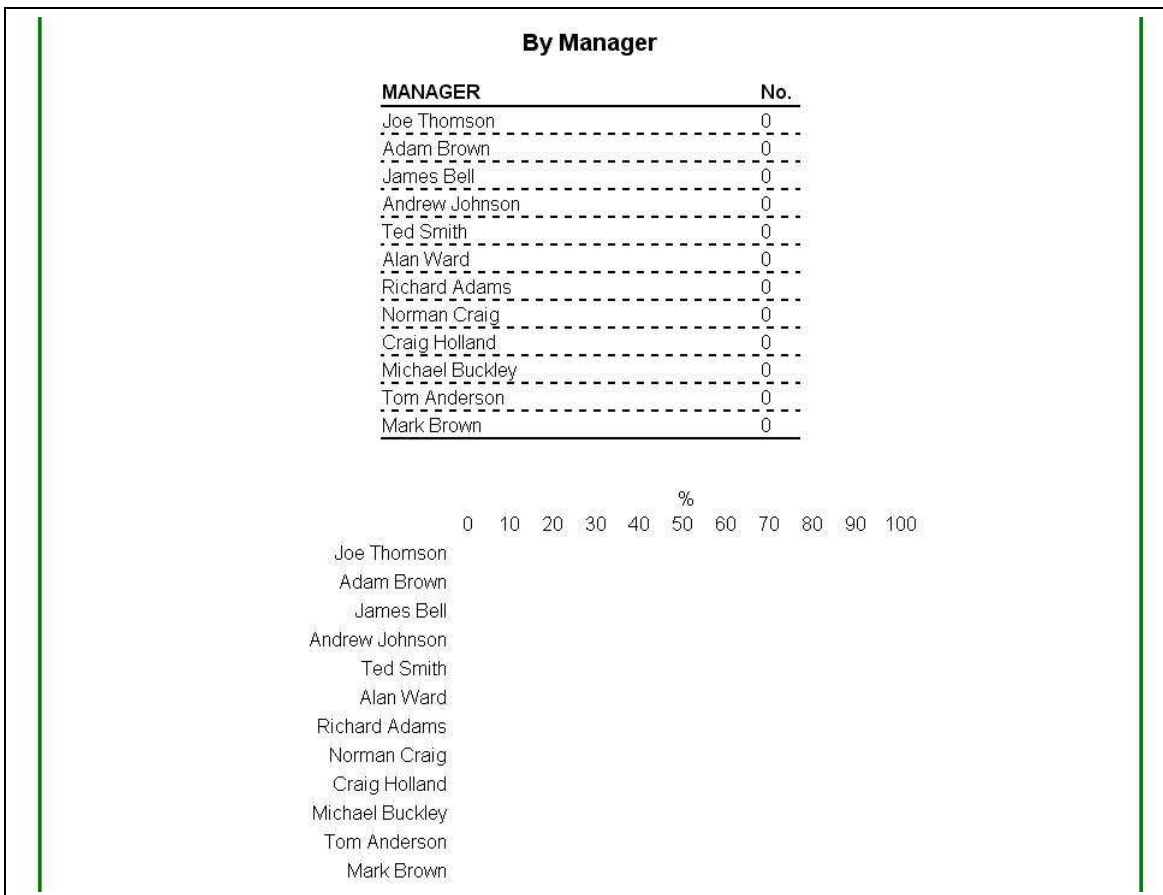 By Manager
MANAGER No.
Joe Thomson 0
Adam Brown 0
James Bell 0
Andrew Johnson 0
Ted Smith 0
Alan Ward 0
Richard Adams 0
Norman Craig 0
Craig Holland 0
Michael Buckley 0
Tom Anderson 0
Mark Brown 0
%
0 10 20 30 40 50 60 70 80 90 100
Joe Thomson
Adam Brown
James Bell
Andrew Johnson
Ted Smith
Alan Ward
Richard Adams
Norman Craig
Craig Holland
Michael Buckley
Tom Anderson
Mark Brown